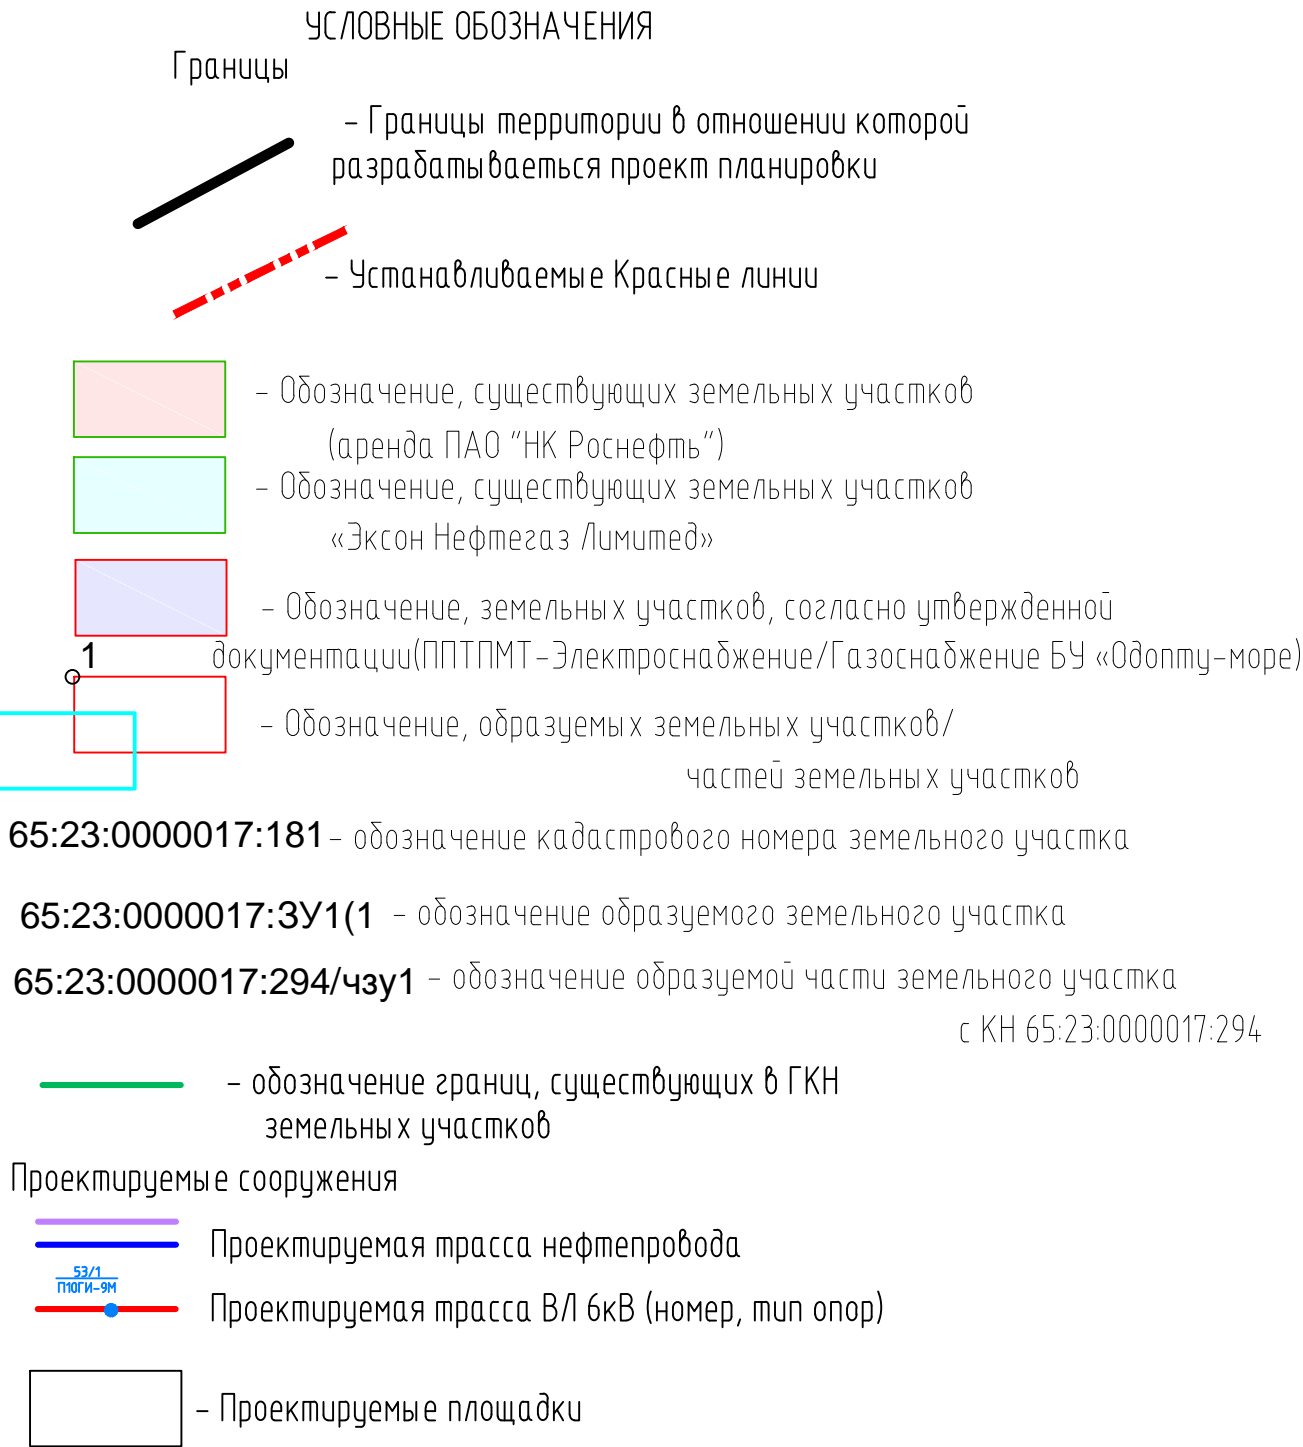 УСЛОВНЫЕ ОБОЗНАЧЕНИЯ
Границы
- Границы территории в отношении которой
разрабатываеться проект планировки
- Устанавливаемые Красные линии
- Обозначение, существующих земельных участков
(аренда ПАО "НК Роснефть")
- Обозначение, существующих земельных участков
«Эксон Нефтегаз Лимитед»
- Обозначение, земельных участков, согласно утвержденной
документации(ППТПМТ-Электроснабжение/Газоснабжение БУ «Одопту-море)
1
- Обозначение, образуемых земельных участков/
частей земельных участков
65:23:0000017:181 - обозначение кадастрового номера земельного участка
65:23:0000017:ЗУ1(1 - обозначение образуемого земельного участка
65:23:0000017:294/чзу1 - обозначение образуемой части земельного участка
с КН 65:23:0000017:294
- обозначение границ, существующих в ГКН
земельных участков
Проектируемые сооружения
Проектируемая трасса нефтепровода
53/1
П10ГИ-9М
Проектируемая трасса ВЛ 6кВ (номер, тип опор)
- Проектируемые площадки